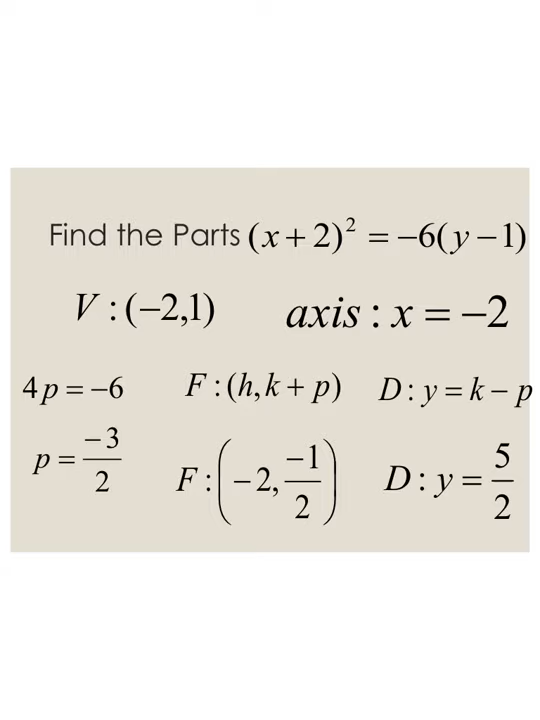 Find the Parts (x + 2)² = −6(y − 1)
V : (−2,1) axis : x = −2
4p = −6 F : (h, k + p) D : y = k − p
p = −3/2 F : (−2, −1/2) D : y = 5/2